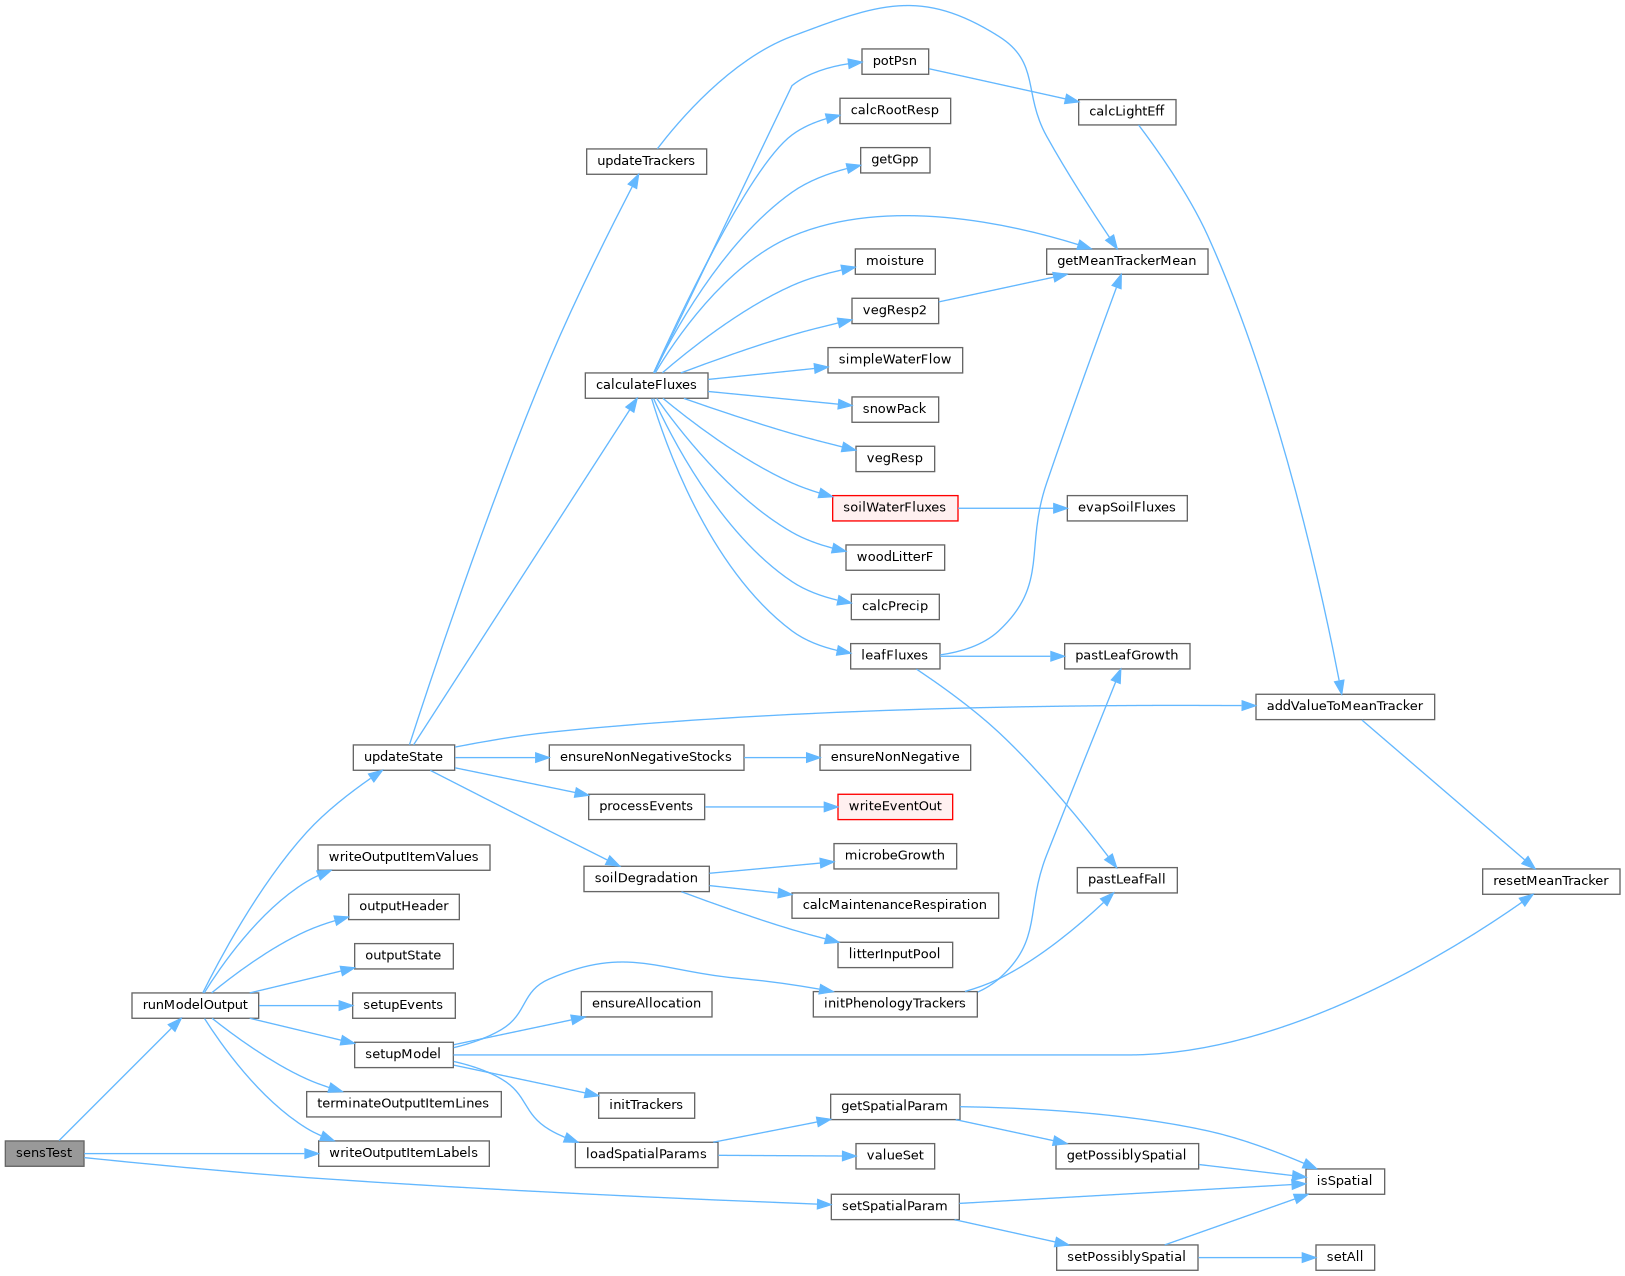 potPsn
calcRootResp
calcLightEff
getGpp
updateTrackers
moisture
getMeanTrackerMean
vegResp2
simpleWaterFlow
calculateFluxes
snowPack
vegResp
soilWaterFluxes
evapSoilFluxes
woodLitterF
calcPrecip
leafFluxes
pastLeafGrowth
addValueToMeanTracker
updateState
ensureNonNegativeStocks
ensureNonNegative
processEvents
writeEventOut
writeOutputItemValues
microbeGrowth
soilDegradation
pastLeafFall
resetMeanTracker
outputHeader
calcMaintenanceRespiration
outputState
litterInputPool
runModelOutput
setupEvents
ensureAllocation
initPhenologyTrackers
setupModel
terminateOutputItemLines
initTrackers
getSpatialParam
sensTest
writeOutputItemLabels
loadSpatialParams
valueSet
getPossiblySpatial
isSpatial
setSpatialParam
setPossiblySpatial
setAll